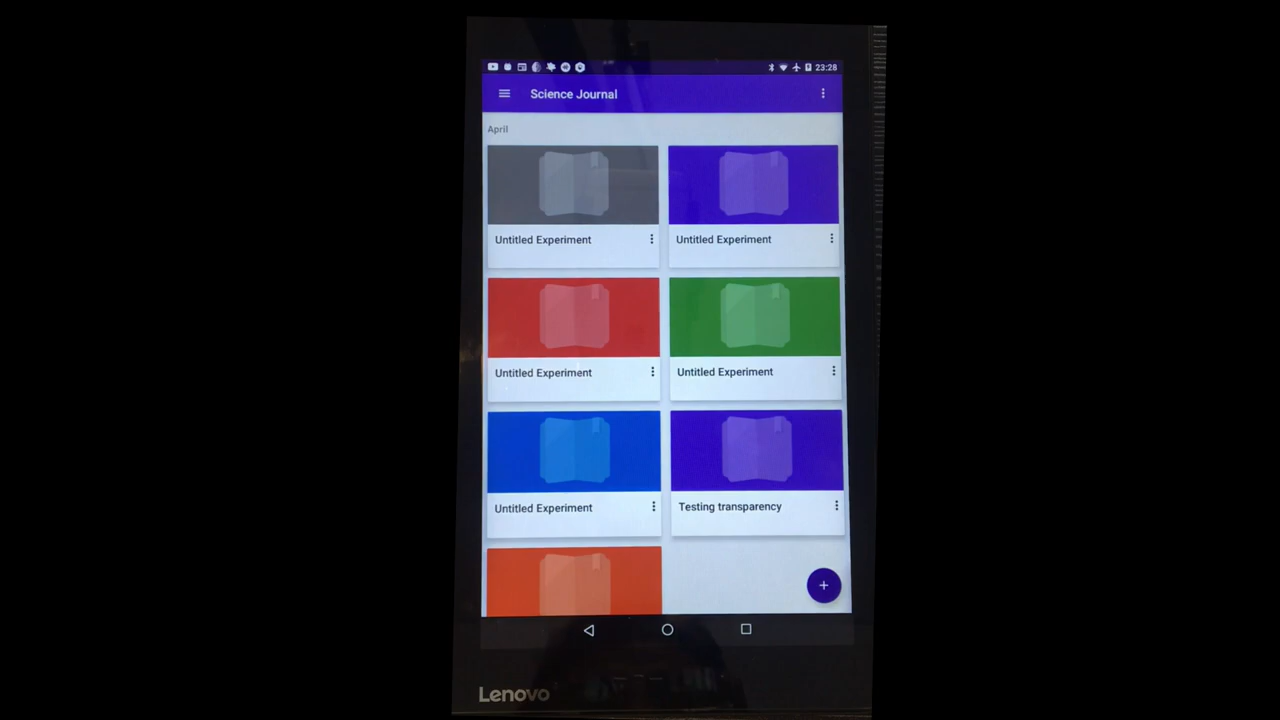 23:28
Science Journal
April
Untitled Experiment
Untitled Experiment
Untitled Experiment
Untitled Experiment
Untitled Experiment
Testing transparency
Lenovo